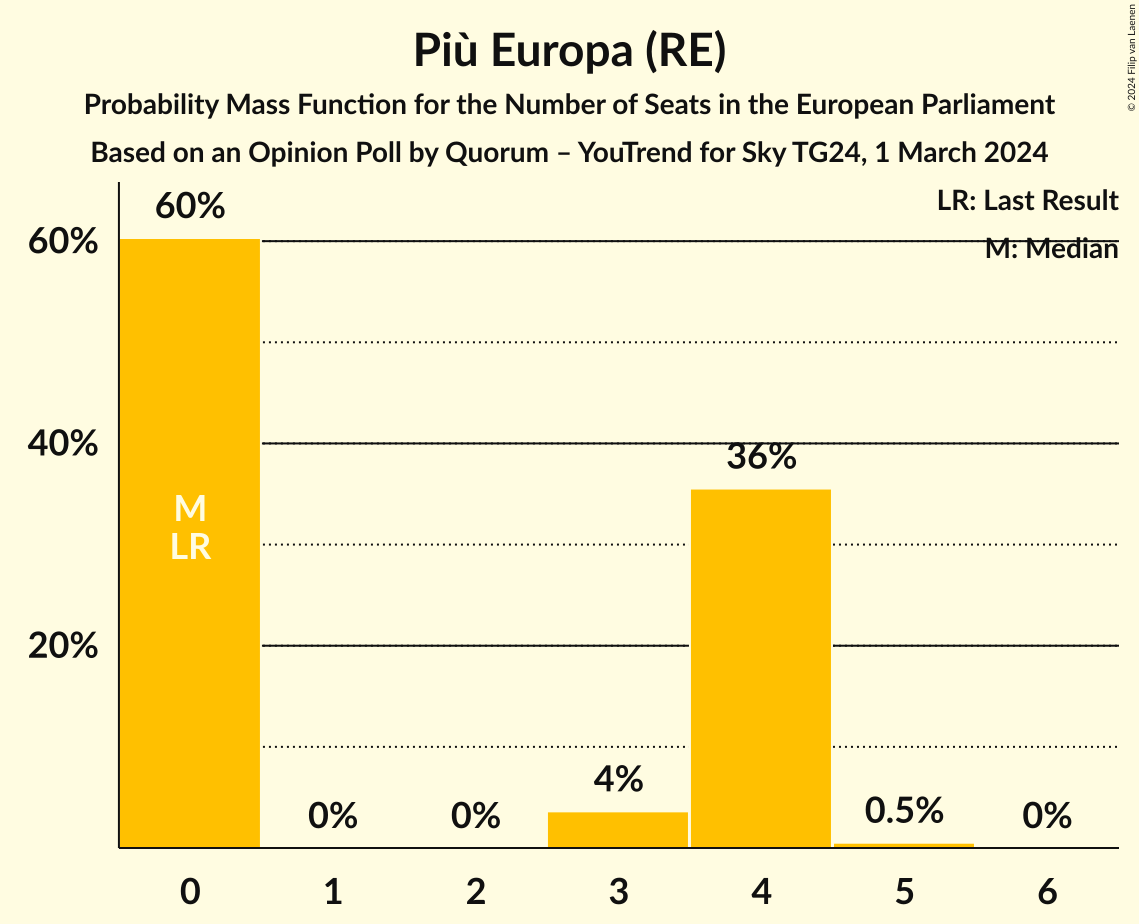 Più Europa (RE)
Probability Mass Function for the Number of Seats in the European Parliament
Based on an Opinion Poll by Quorum – YouTrend for Sky TG24, 1 March 2024
© 2024 Filip van Laenen
LR: Last Result
M: Median
60%
40%
20%
60%
M
LR
0%
0%
4%
36%
0.5%
0%
0
1
2
3
4
5
6